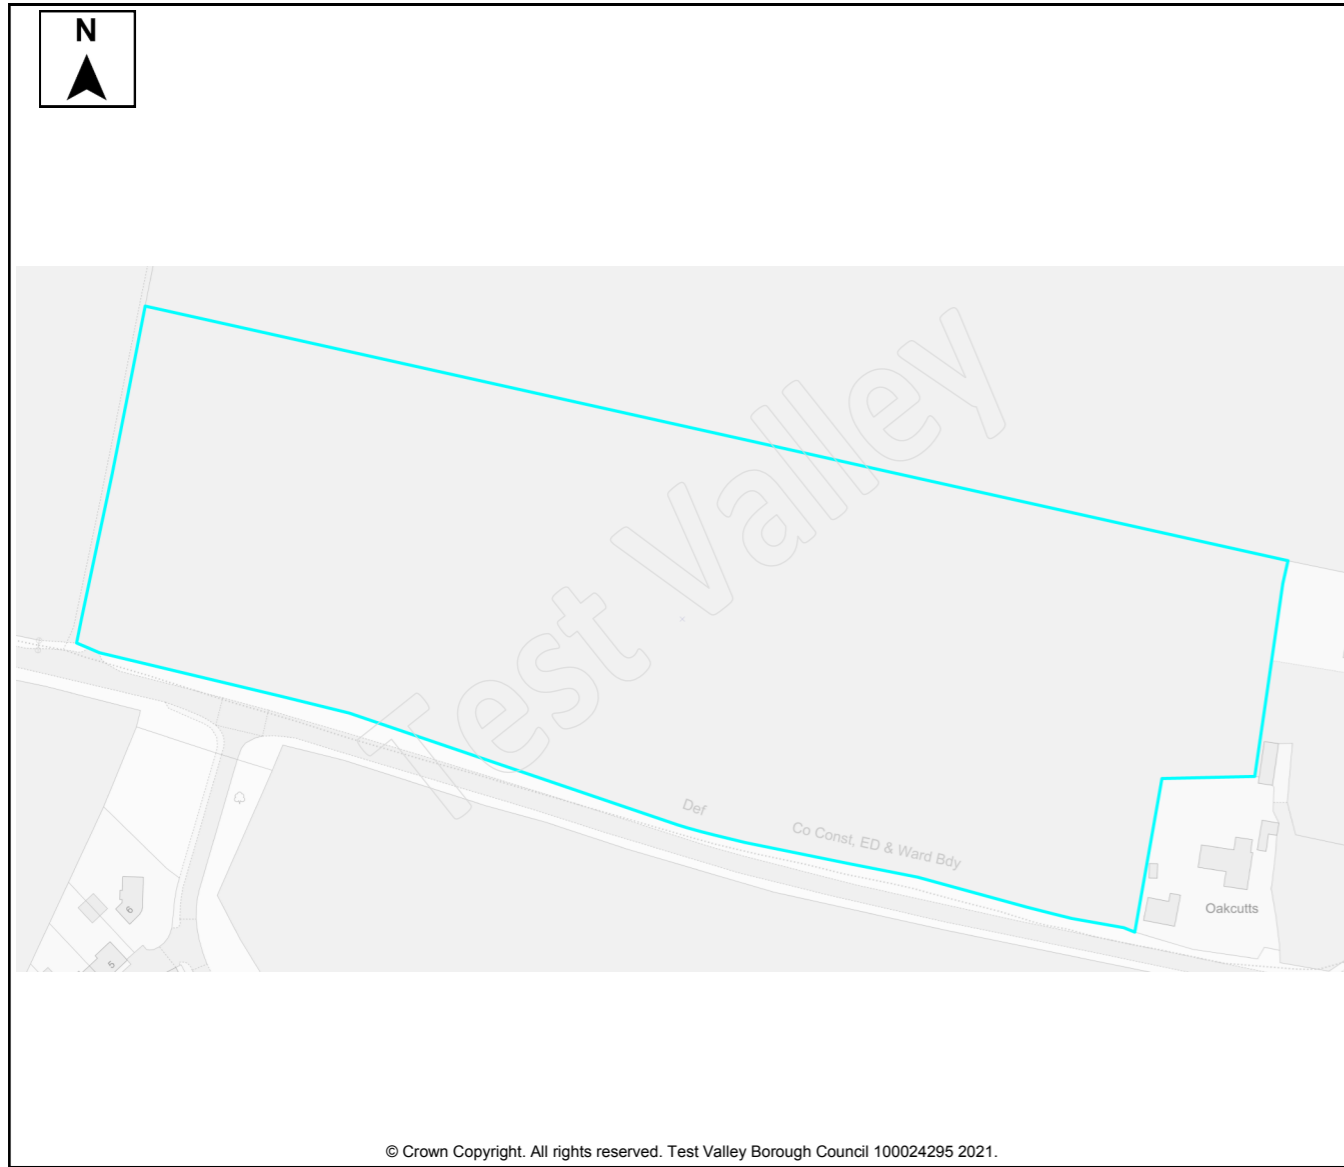 N
Test Valley
Def
Co Const, ED & Ward Bdy
Oakcutts
6
5
© Crown Copyright. All rights reserved. Test Valley Borough Council 100024295 2021.